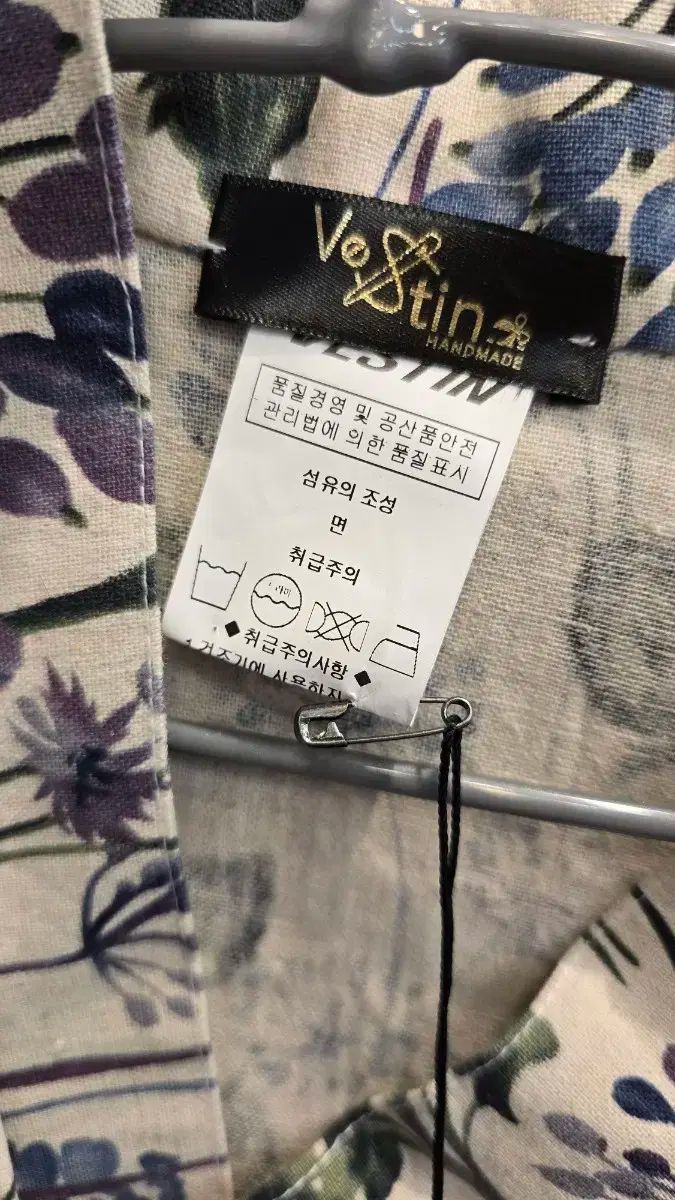 Vestin
HANDMADE
VESTIN
품질경영 및 공산품안전
관리법에 의한 품질표시
섬유의 조성
면
취급주의
◆ 취급주의사항 ◆